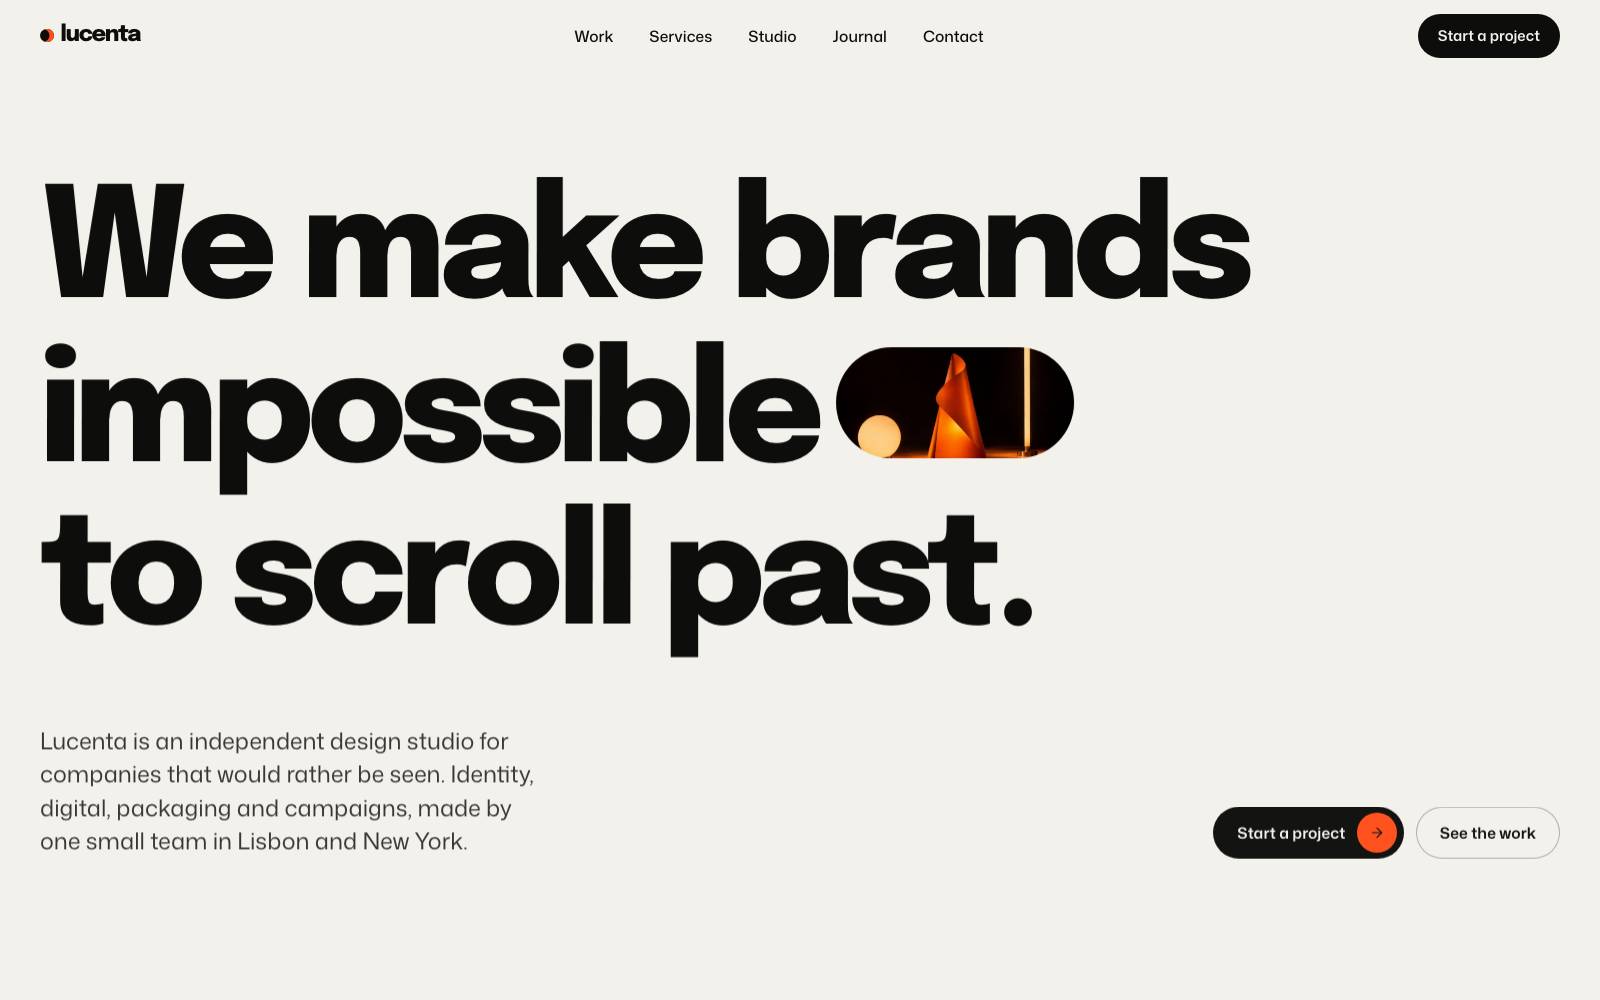 lucenta
Work
Services
Studio
Journal
Contact
Start a project
We make brands
impossible
to scroll past.
Lucenta is an independent design studio for
companies that would rather be seen. Identity,
digital, packaging and campaigns, made by
one small team in Lisbon and New York.
Start a project
See the work